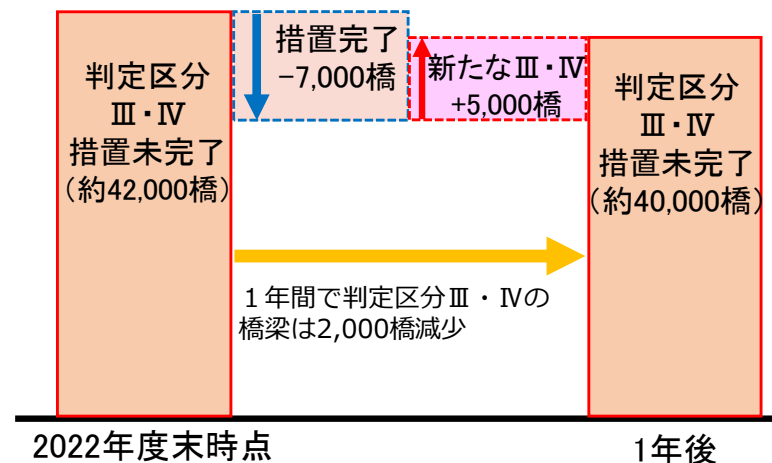 判定区分
Ⅲ・Ⅳ
措置未完了
(約42,000橋)
措置完了
−7,000橋
新たなⅢ・Ⅳ
+5,000橋
判定区分
Ⅲ・Ⅳ
措置未完了
(約40,000橋)
１年間で判定区分Ⅲ・Ⅳの
橋梁は2,000橋減少
2022年度末時点
1年後